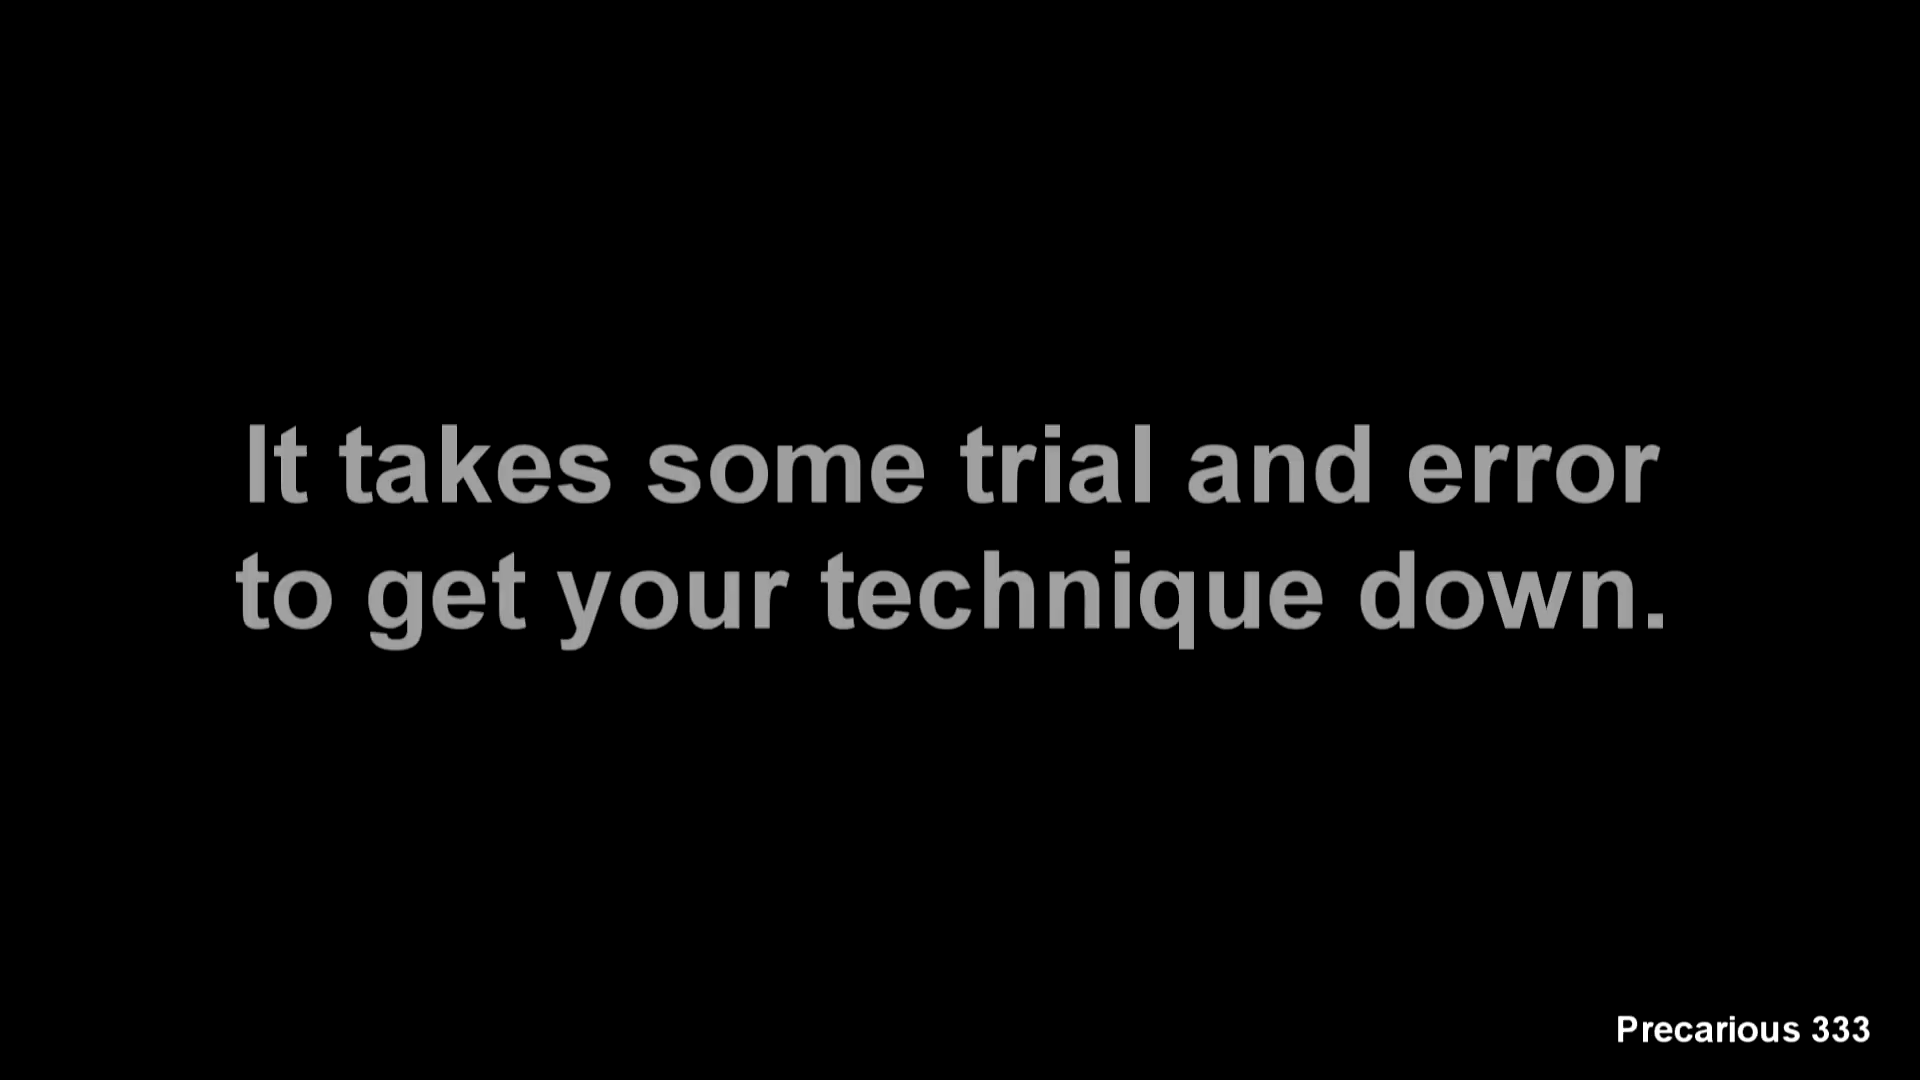 It takes some trial and error
to get your technique down.
Precarious 333